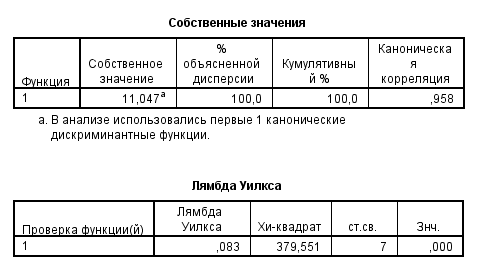 Собственные значения
Функция Собственное значение % объясненной дисперсии Кумулятивны й % Каноническа я корреляция
1 11,047a 100,0 100,0 ,958
a. В анализе использовались первые 1 канонические
дискриминантные функции.
Лямбда Уилкса
Проверка функции(й) Лямбда Уилкса Хи-квадрат ст.св. Знч.
1 ,083 379,551 7 ,000